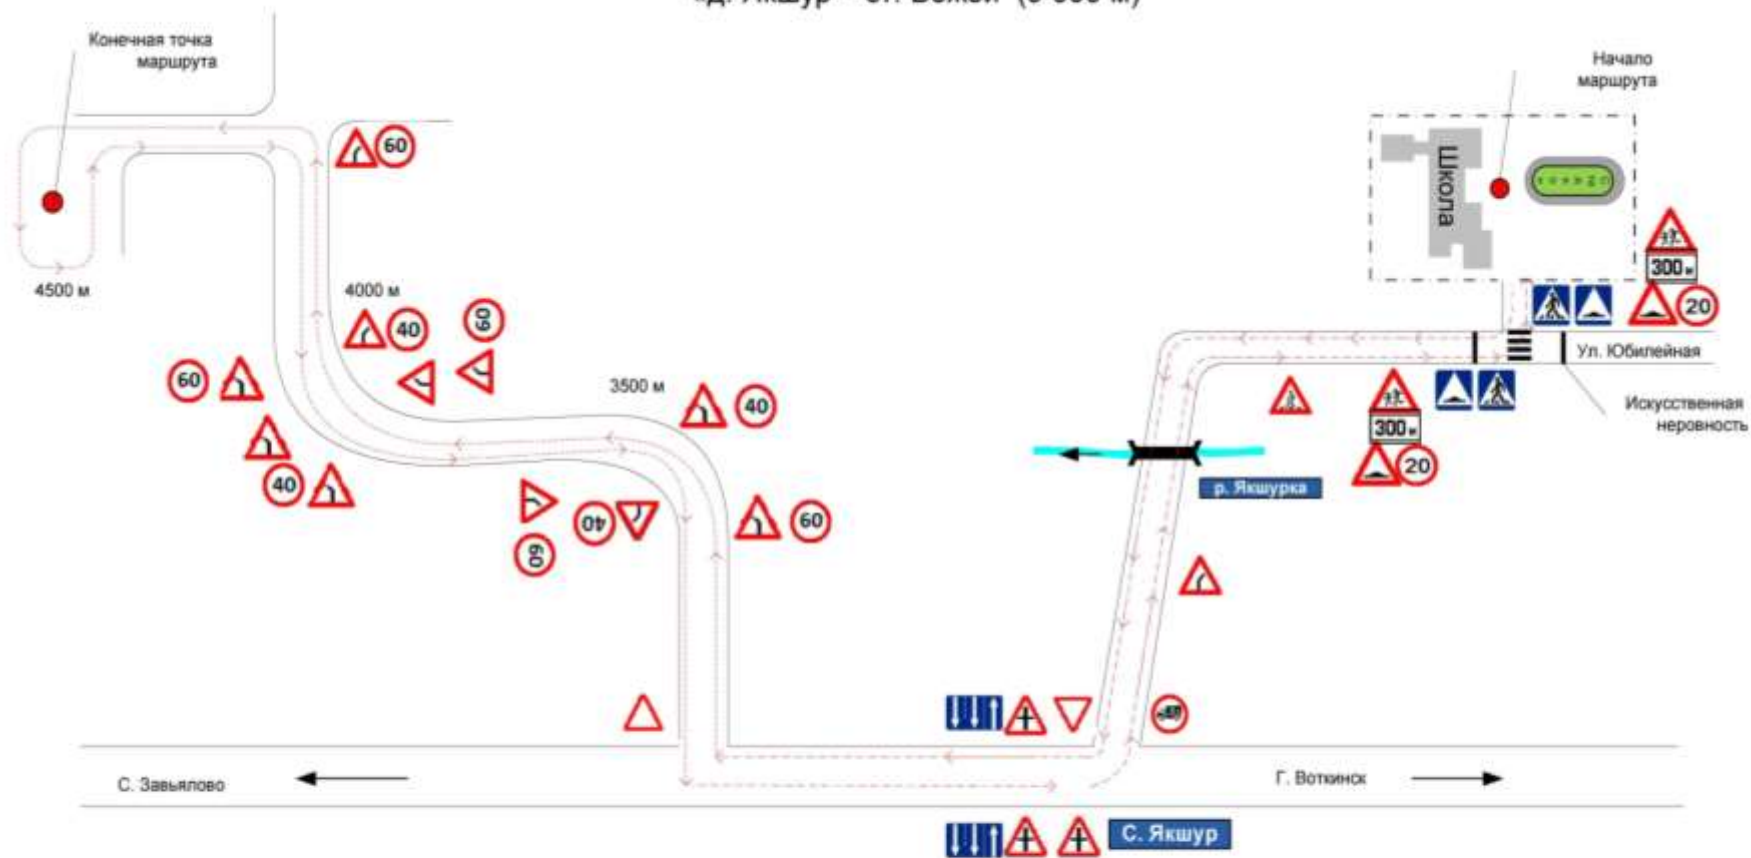 Конечная точка
маршрута
Начало
маршрута
60
Школа
300 м
4500 м
4000 м
20
40
60
Ул. Юбилейная
60
3500 м
40
Искусственная
неровность
300 м
20
40
р. Якшурка
40
60
60
С. Завьялово
Г. Воткинск
С. Якшур